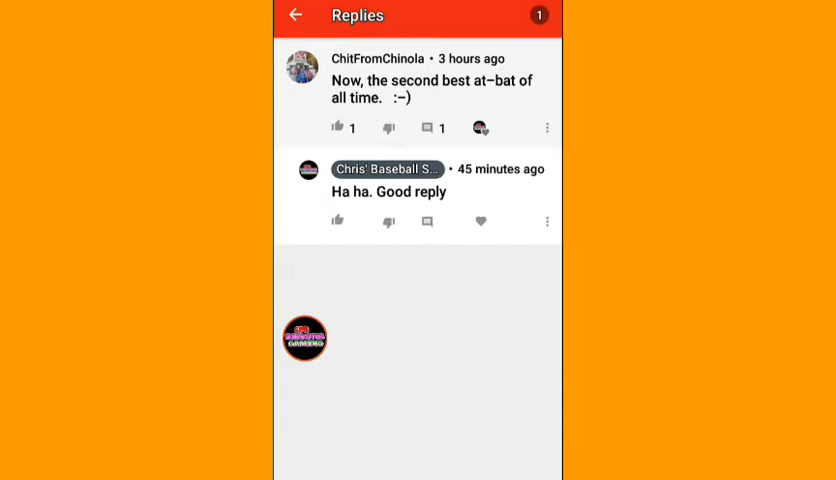 Replies
1
ChitFromChinola • 3 hours ago
Now, the second best at-bat of
all time. :-)
1
1
Chris' Baseball S... • 45 minutes ago
Ha ha. Good reply
GAMING